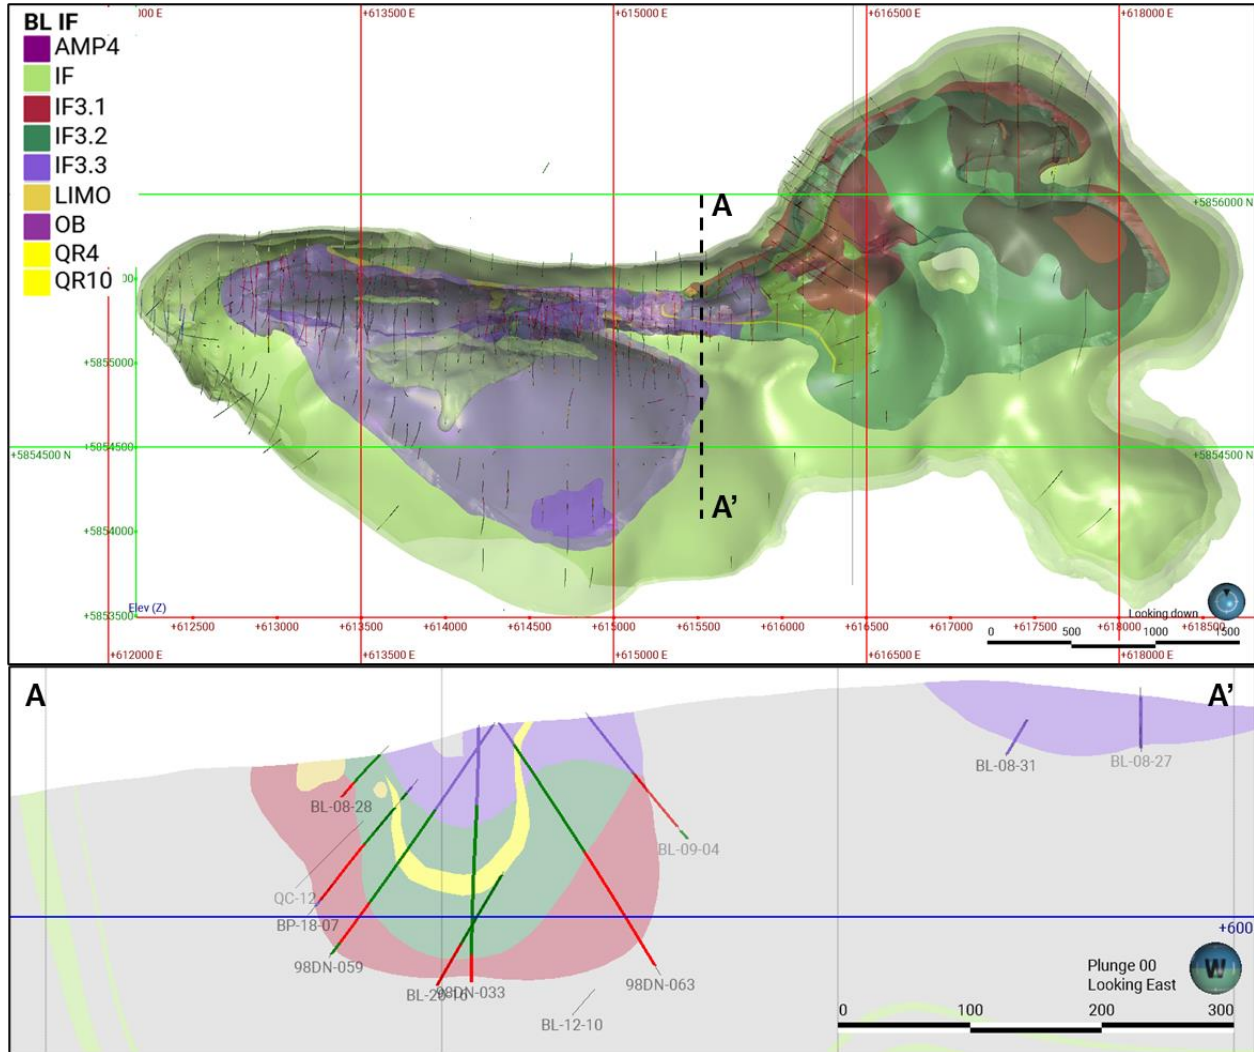 BL IF
AMP4
IF
IF3.1
IF3.2
IF3.3
LIMO
OB
QR4
QR10
+613500 E
+615000 E
+616500 E
+618000 E
+5856000 N
A
+5855000
+5854500 N
+5854500
+5854500 N
A'
+5854000
+5853500
Elev (Z)
Looking down
+612500
+613000
+613500
+614000
+614500
+615000
+615500
+616000
+616500
+617000
+617500
+618000
+618500
0
500
1000
1500
+612000 E
+613500 E
+615000 E
+616500 E
+618000 E
A
A'
BL-08-31
BL-08-27
BL-08-28
BL-09-04
QC-12
BP-18-07
+600
98DN-059
W
Plunge 00
Looking East
98DN-033
98DN-063
BL-12-10
0
100
200
300